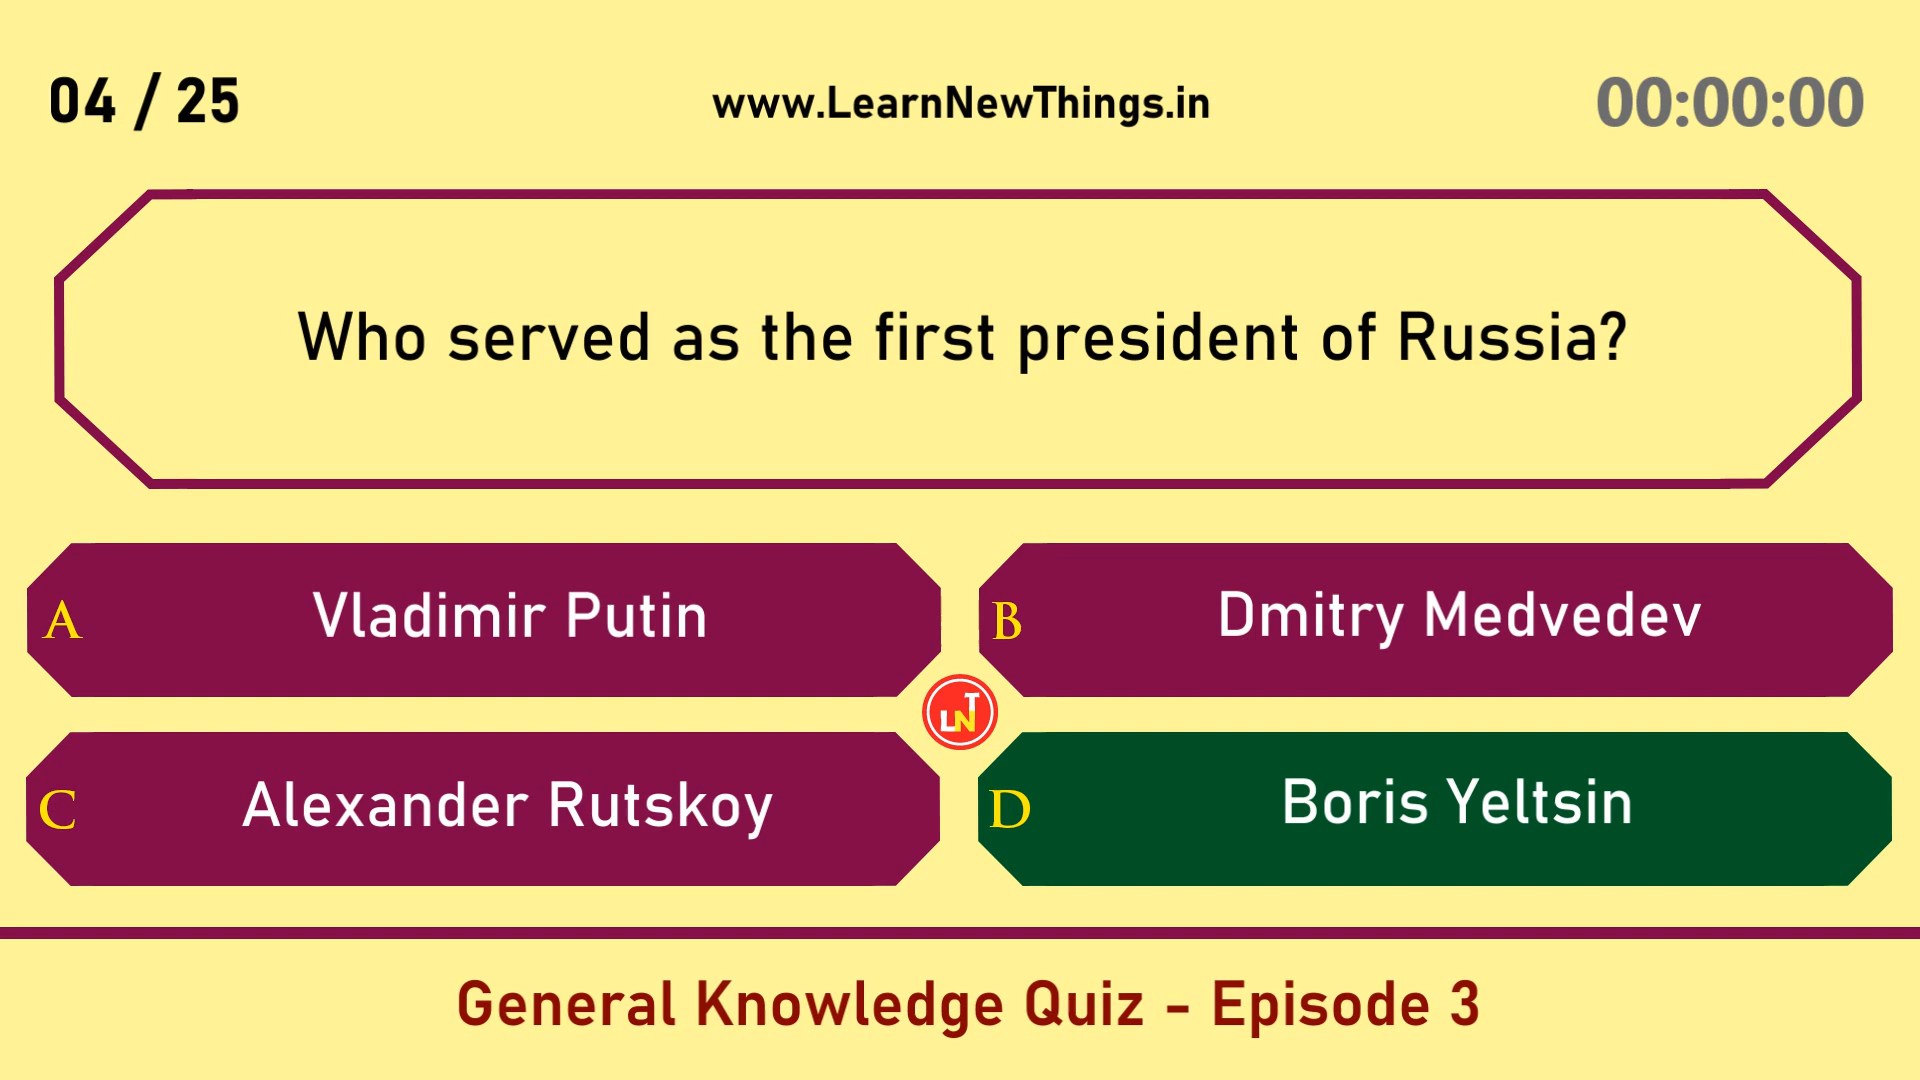 04 / 25
www.LearnNewThings.in
00:00:00
Who served as the first president of Russia?
A
Vladimir Putin
B
Dmitry Medvedev
LNT
C
Alexander Rutskoy
D
Boris Yeltsin
General Knowledge Quiz - Episode 3